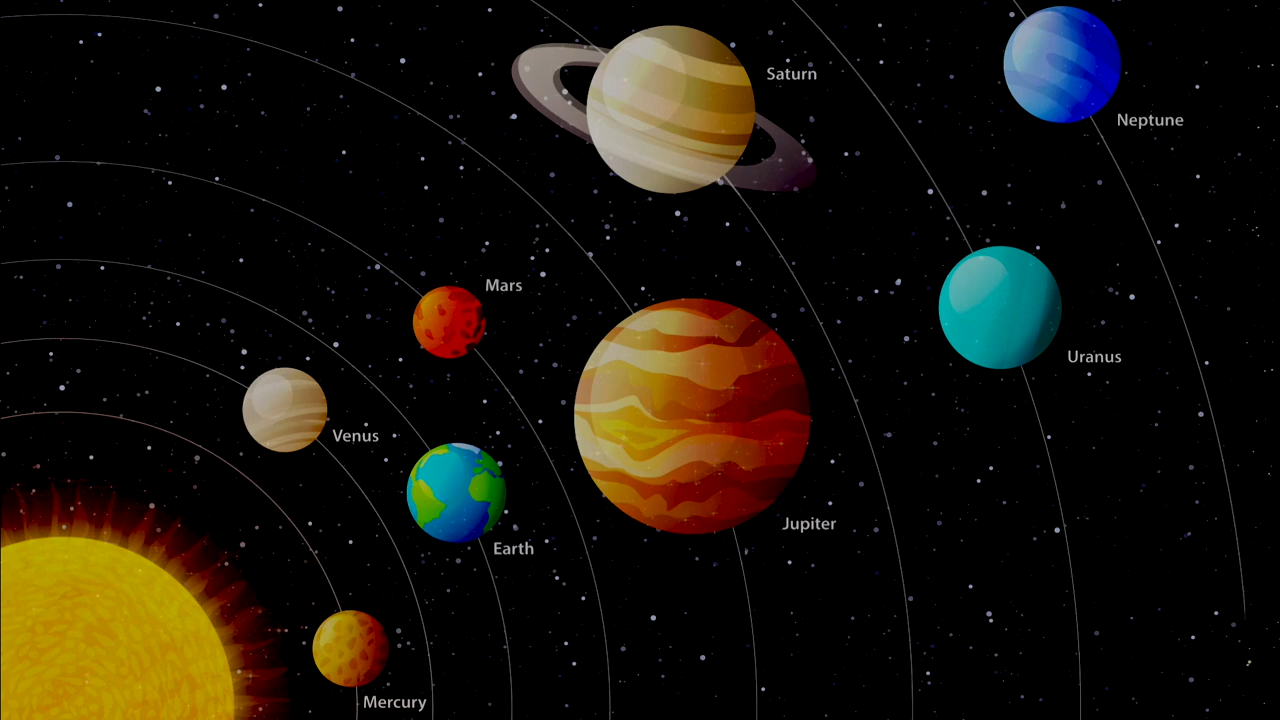 Saturn
Neptune
Mars
Uranus
Venus
Jupiter
Earth
Mercury